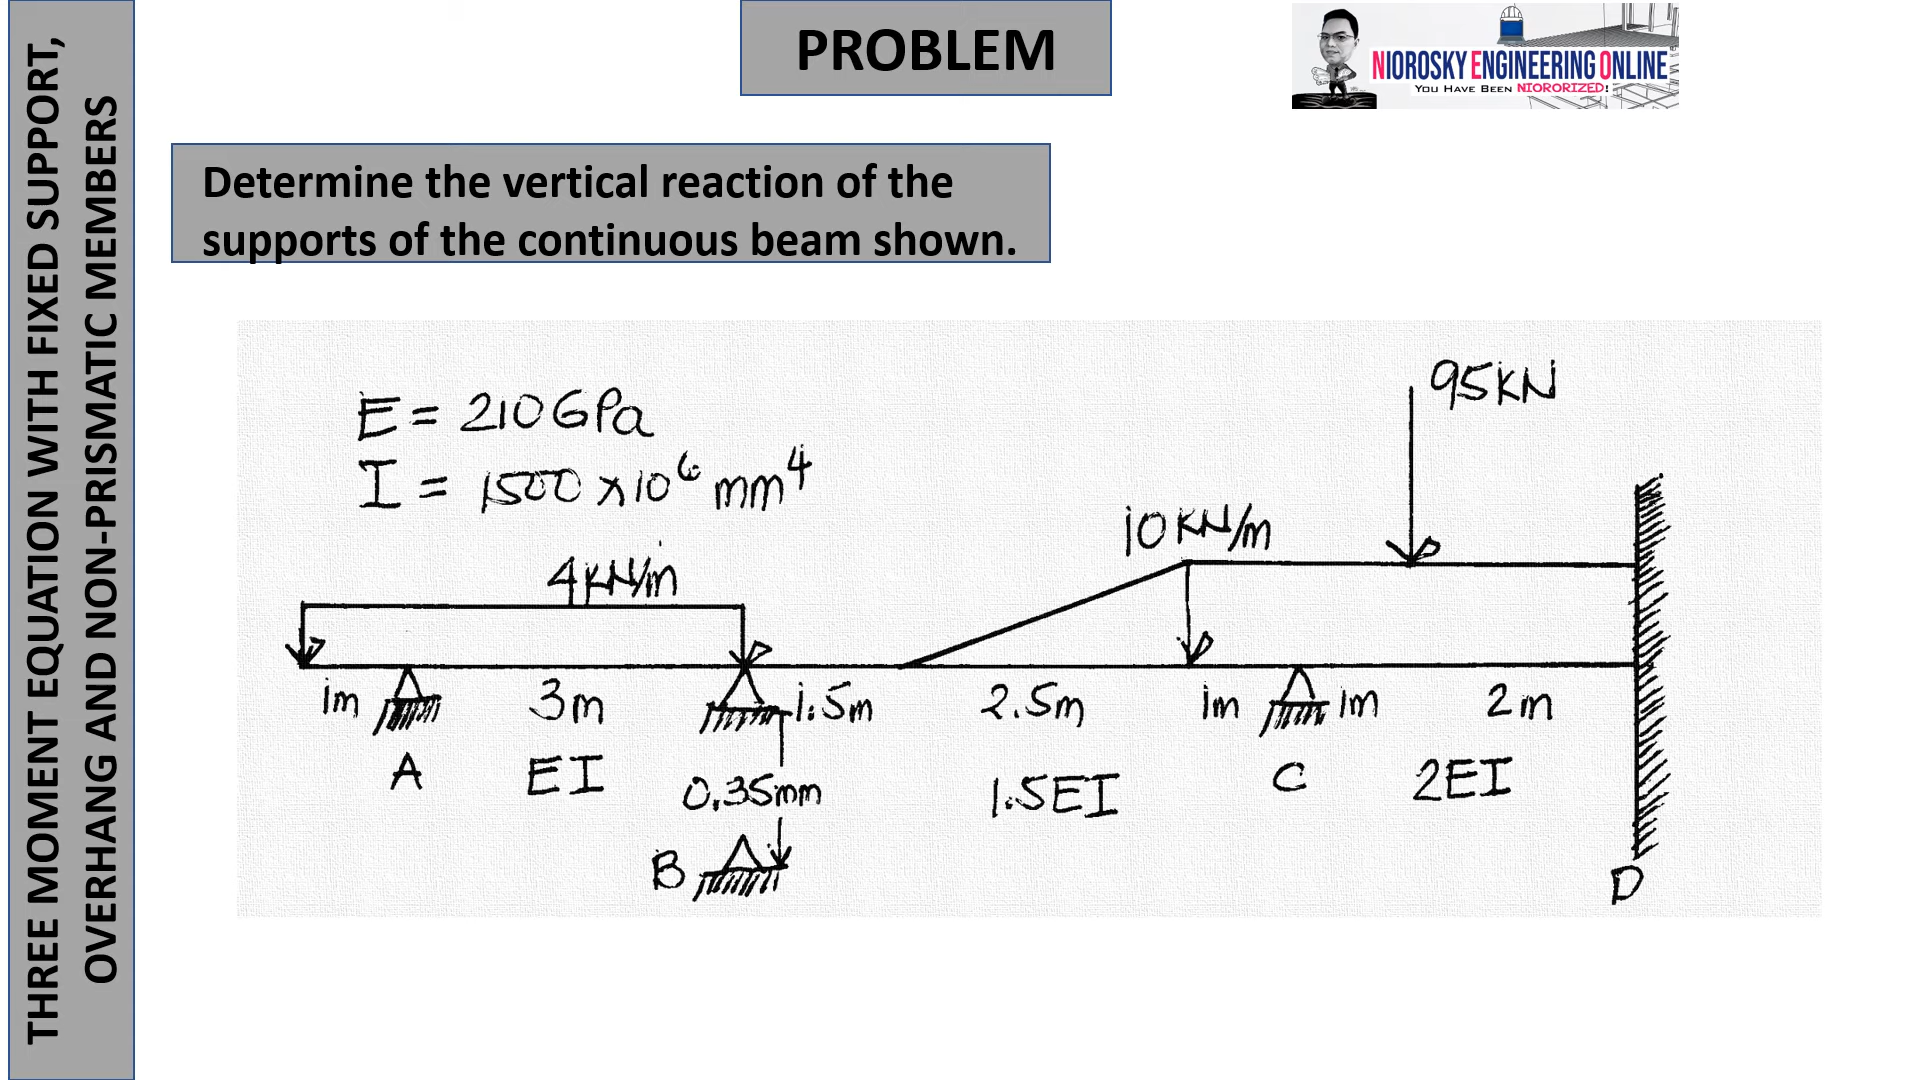 THREE MOMENT EQUATION WITH FIXED SUPPORT,
OVERHANG AND NON-PRISMATIC MEMBERS
PROBLEM
NIOROSKY ENGINEERING ONLINE
YOU HAVE BEEN NIORORIZED!
Determine the vertical reaction of the
supports of the continuous beam shown.
95KN
E = 210GPa
I = 1500 x10⁶ mm⁴
10KN/m
4KN/m
1m 3m 1.5m 2.5m 1m 1m 2m
A EI 0.35mm 1.5EI C 2EI
B D